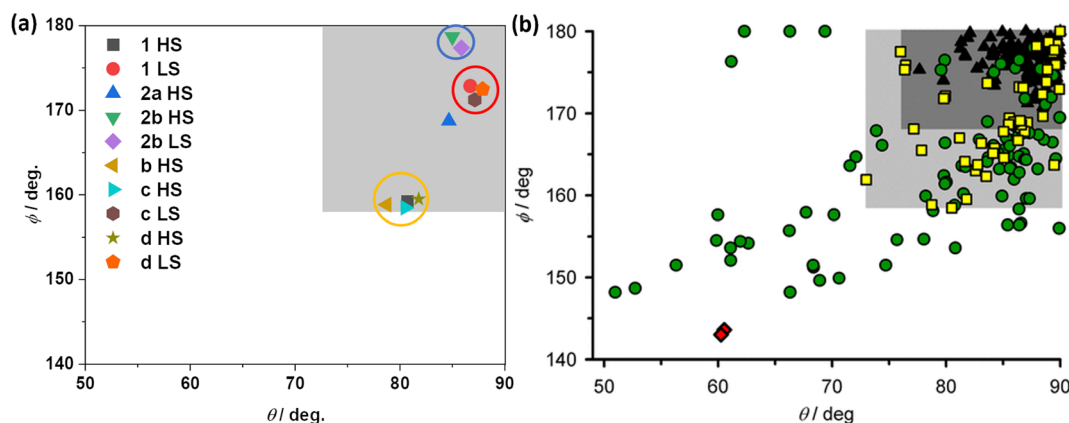 (a)
180
170
160
150
140
ϕ / deg.
1 HS
1 LS
2a HS
2b HS
2b LS
b HS
c HS
c LS
d HS
d LS
50 60 70 80 90
θ / deg.
(b)
180
170
160
150
140
ϕ / deg
50 60 70 80 90
θ / deg